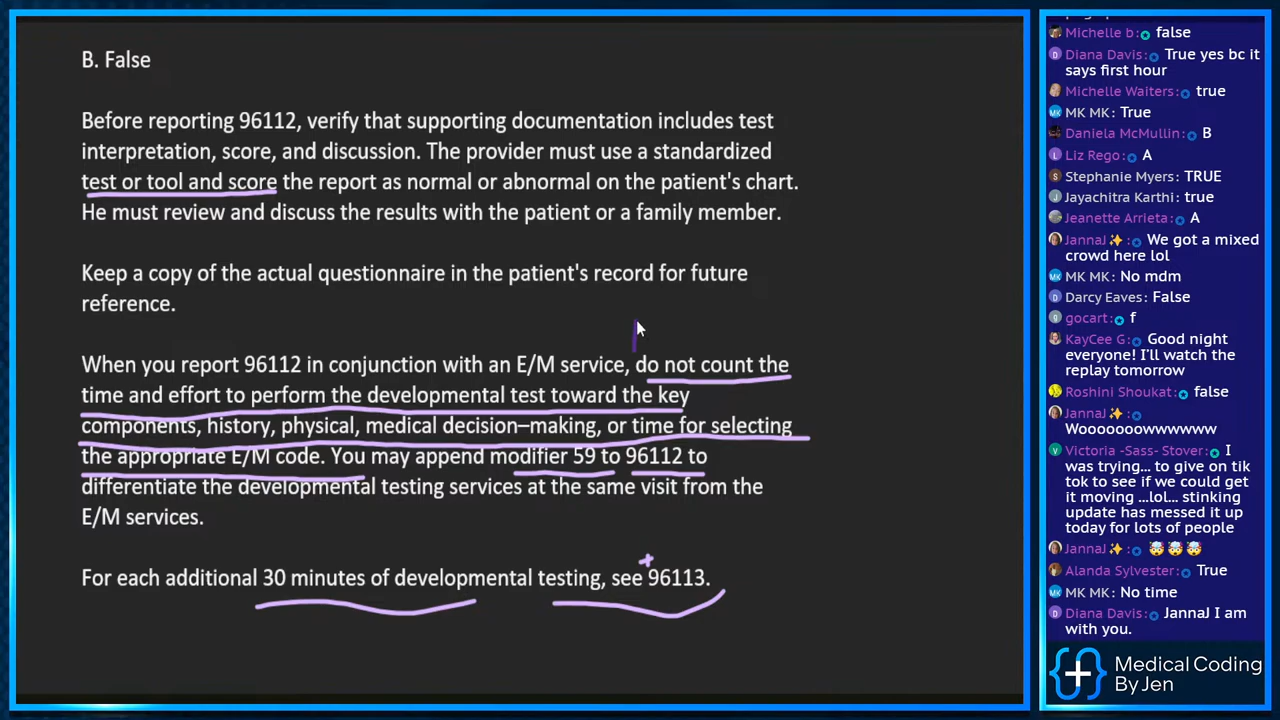 B. False
Before reporting 96112, verify that supporting documentation includes test
interpretation, score, and discussion. The provider must use a standardized
test or tool and score the report as normal or abnormal on the patient's chart.
He must review and discuss the results with the patient or a family member.
Keep a copy of the actual questionnaire in the patient's record for future
reference.
When you report 96112 in conjunction with an E/M service, do not count the
time and effort to perform the developmental test toward the key
components, history, physical, medical decision–making, or time for selecting
the appropriate E/M code. You may append modifier 59 to 96112 to
differentiate the developmental testing services at the same visit from the
E/M services.
+
For each additional 30 minutes of developmental testing, see 96113.
Michelle b: false
Diana Davis: True yes bc it
says first hour
Michelle Waiters: true
MK MK: True
Daniela McMullin: B
Liz Rego: A
Stephanie Myers: TRUE
Jayachitra Karthi: true
Jeanette Arrieta: A
JannaJ✨: We got a mixed
crowd here lol
MK MK: No mdm
Darcy Eaves: False
gocart: f
KayCee G: Good night
everyone! I'll watch the
replay tomorrow
Roshini Shoukat: false
JannaJ✨:
Wooooooowwwwww
Victoria -Sass- Stover: I
was trying... to give on tik
tok to see if we could get
it moving ...lol... stinking
update has messed it up
today for lots of people
JannaJ✨: 🤯🤯🤯
Alanda Sylvester: True
MK MK: No time
Diana Davis: JannaJ I am
with you.
Medical Coding
By Jen